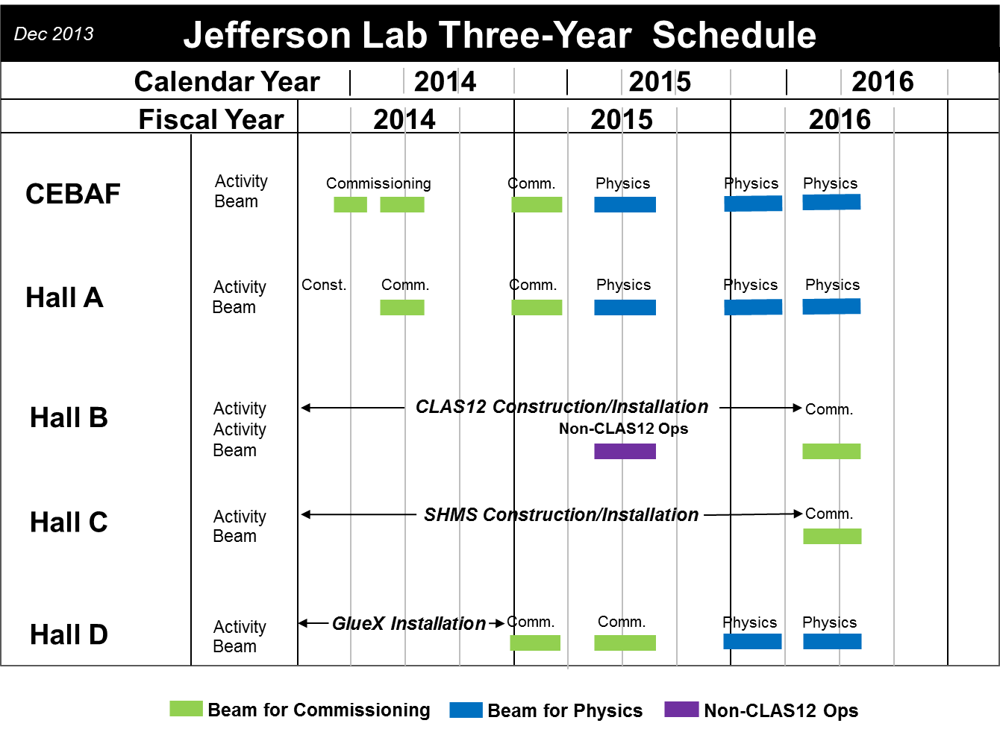 Dec 2013 Jefferson Lab Three-Year Schedule
Calendar Year 2014 2015 2016
Fiscal Year 2014 2015 2016
CEBAF
Activity Commissioning Comm. Physics Physics Physics
Beam
Hall A
Activity Const. Comm. Comm. Physics Physics Physics
Beam
Hall B
Activity CLAS12 Construction/Installation Comm.
Activity Non-CLAS12 Ops
Beam
Hall C
Activity SHMS Construction/Installation Comm.
Beam
Hall D
Activity GlueX Installation Comm. Comm. Physics Physics
Beam
Beam for Commissioning Beam for Physics Non-CLAS12 Ops